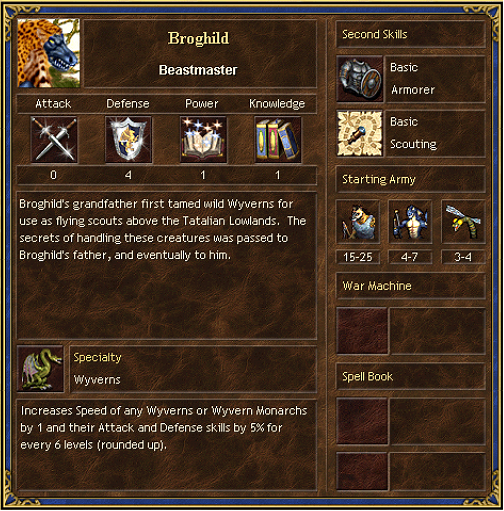 Broghild
Beastmaster
Attack Defense Power Knowledge
0 4 1 1
Broghild's grandfather first tamed wild Wyverns for
use as flying scouts above the Tatalian Lowlands. The
secrets of handling these creatures was passed to
Broghild's father, and eventually to him.
Specialty
Wyverns
Increases Speed of any Wyverns or Wyvern Monarchs
by 1 and their Attack and Defense skills by 5% for
every 6 levels (rounded up).
Second Skills
Basic
Armorer
Basic
Scouting
Starting Army
15-25 4-7 3-4
War Machine
Spell Book